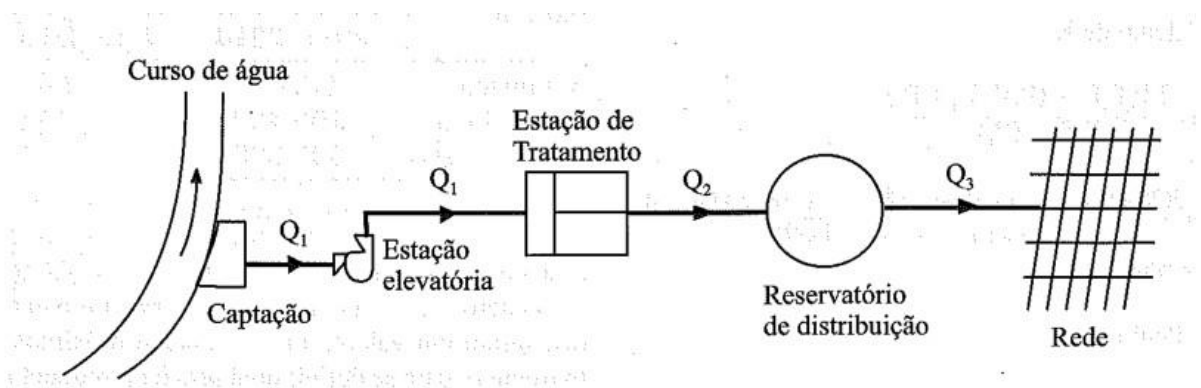 Curso de água
Q₁
Captação
Estação
elevatória
Q₁
Estação de
Tratamento
Q₂
Reservatório
de distribuição
Q₃
Rede